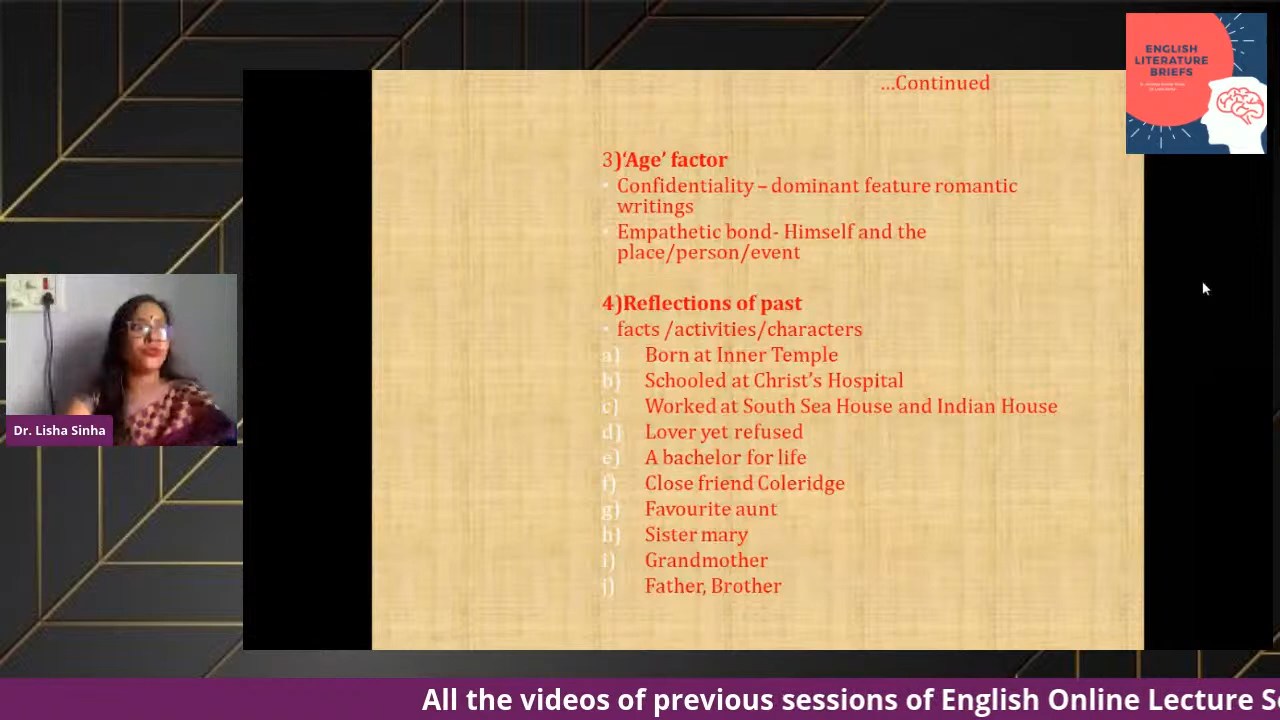 ...Continued
ENGLISH
LITERATURE
BRIEFS
3)‘Age’ factor
Confidentiality – dominant feature romantic
writings
Empathetic bond- Himself and the
place/person/event
4)Reflections of past
facts /activities/characters
a) Born at Inner Temple
b) Schooled at Christ’s Hospital
c) Worked at South Sea House and Indian House
d) Lover yet refused
e) A bachelor for life
f) Close friend Coleridge
g) Favourite aunt
h) Sister mary
i) Grandmother
j) Father, Brother
Dr. Lisha Sinha
All the videos of previous sessions of English Online Lecture S